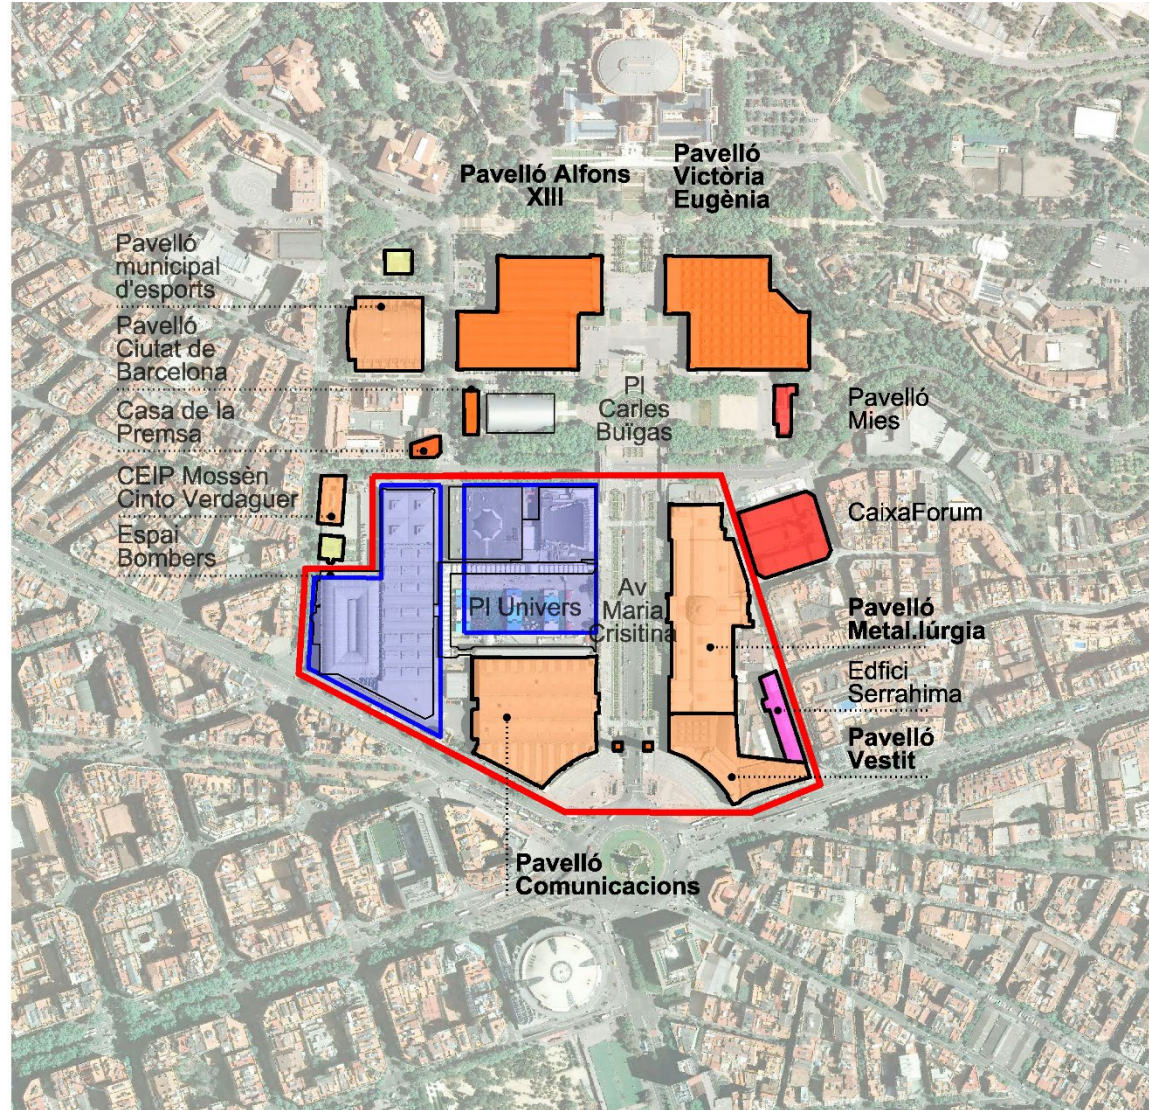 Pavelló Alfons
XIII
Pavelló
Victòria
Eugènia
Pavelló
municipal
d'esports
Pavelló
Ciutat de
Barcelona
Casa de la
Premsa
CEIP Mossèn
Cinto Verdaguer
Espai
Bombers
Pl
Carles
Buïgas
Pavelló
Mies
CaixaForum
Pl Univers
Av
Maria
Crisitina
Pavelló
Metal.lúrgia
Edfici
Serrahima
Pavelló
Vestit
Pavelló
Comunicacions